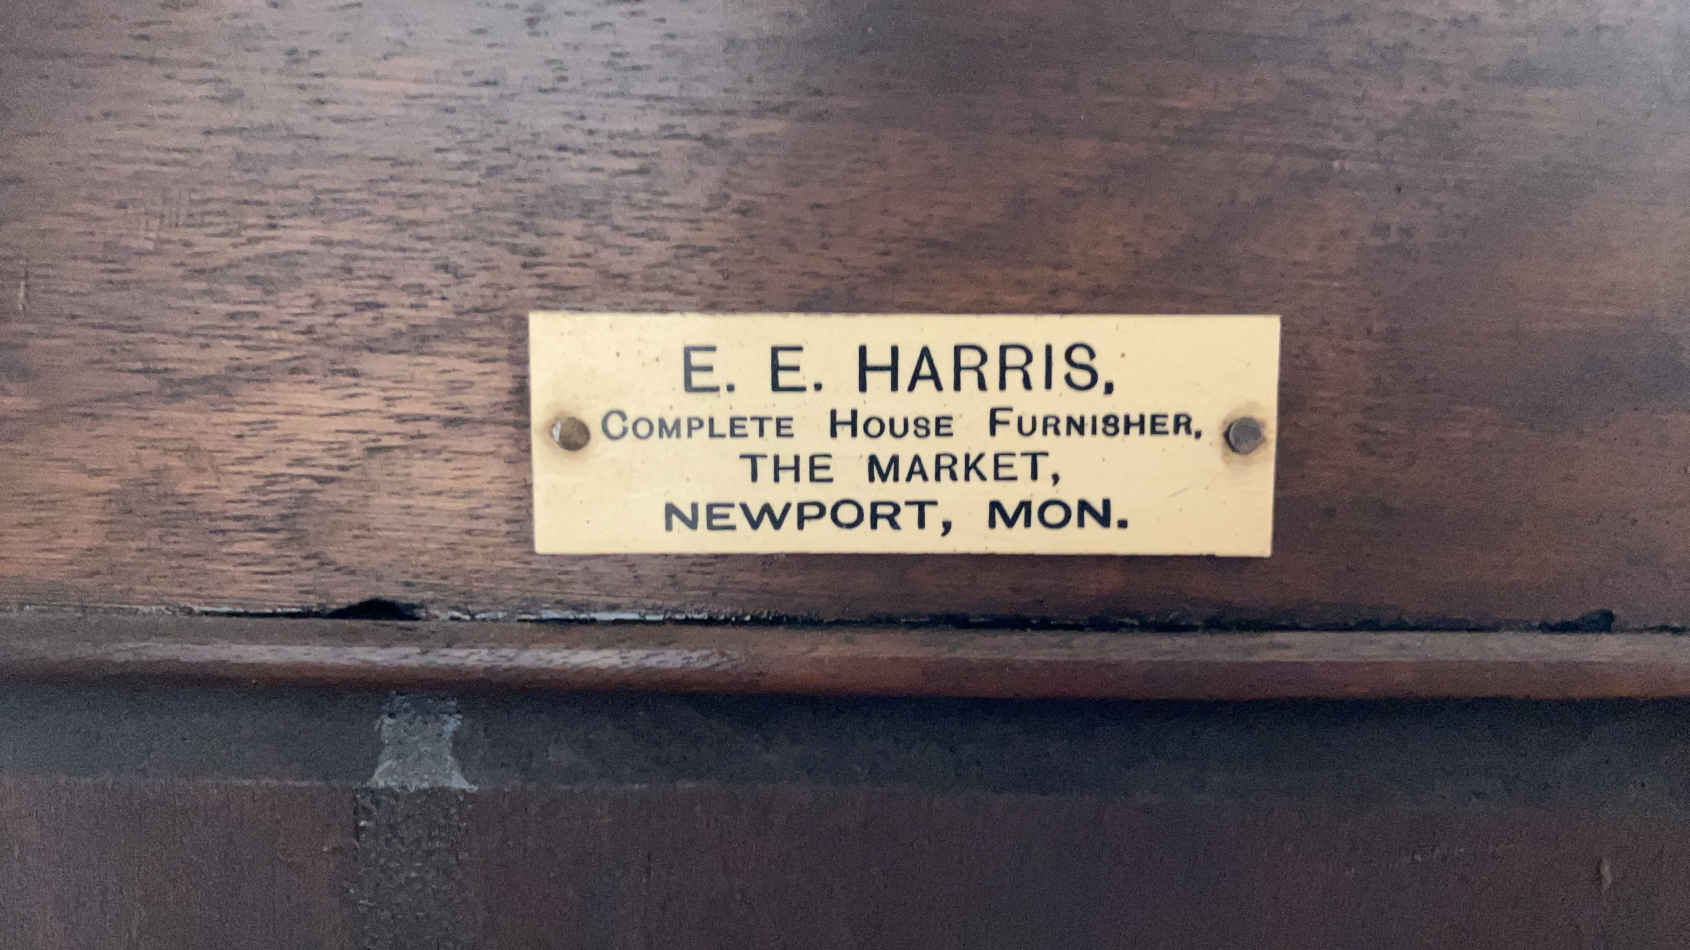 E. E. HARRIS,
COMPLETE HOUSE FURNISHER,
THE MARKET,
NEWPORT, MON.